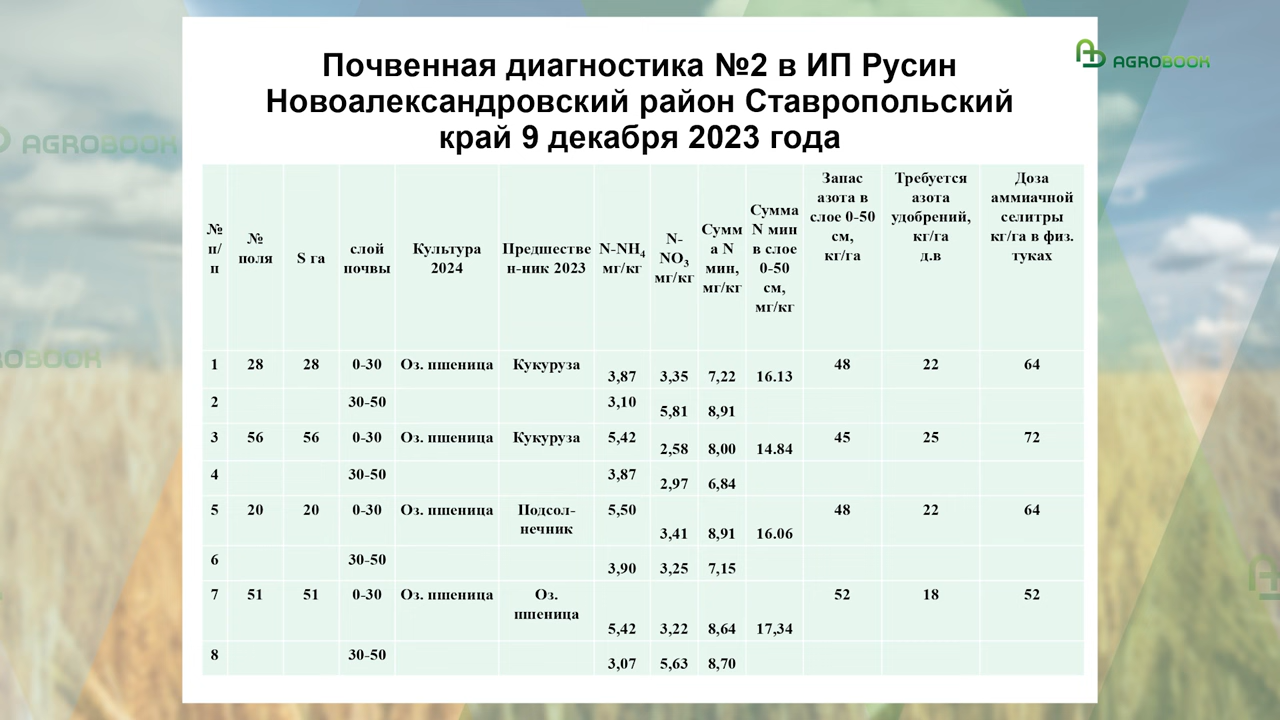 Почвенная диагностика №2 в ИП Русин
Новоалександровский район Ставропольский
край 9 декабря 2023 года
AGROBOOK
AGROBOOK
OBOOK
№ п/п | № поля | S га | слой почвы | Культура 2024 | Предшестве н-ник 2023 | N-NH4 мг/кг | N-NO3 мг/кг | Сумм а N мин, мг/кг | Сумма N мин в слое 0-50 см, мг/кг | Запас азота в слое 0-50 см, кг/га | Требуется азота удобрений, кг/га д.в | Доза аммиачной селитры кг/га в физ. туках
1 | 28 | 28 | 0-30 | Оз. пшеница | Кукуруза | 3,87 | 3,35 | 7,22 | 16.13 | 48 | 22 | 64
2 | 30-50 | 3,10 | 5,81 | 8,91
3 | 56 | 56 | 0-30 | Оз. пшеница | Кукуруза | 5,42 | 2,58 | 8,00 | 14.84 | 45 | 25 | 72
4 | 30-50 | 3,87 | 2,97 | 6,84
5 | 20 | 20 | 0-30 | Оз. пшеница | Подсол-нечник | 5,50 | 3,41 | 8,91 | 16.06 | 48 | 22 | 64
6 | 30-50 | 3,90 | 3,25 | 7,15
7 | 51 | 51 | 0-30 | Оз. пшеница | Оз. пшеница | 5,42 | 3,22 | 8,64 | 17,34 | 52 | 18 | 52
8 | 30-50 | 3,07 | 5,63 | 8,70